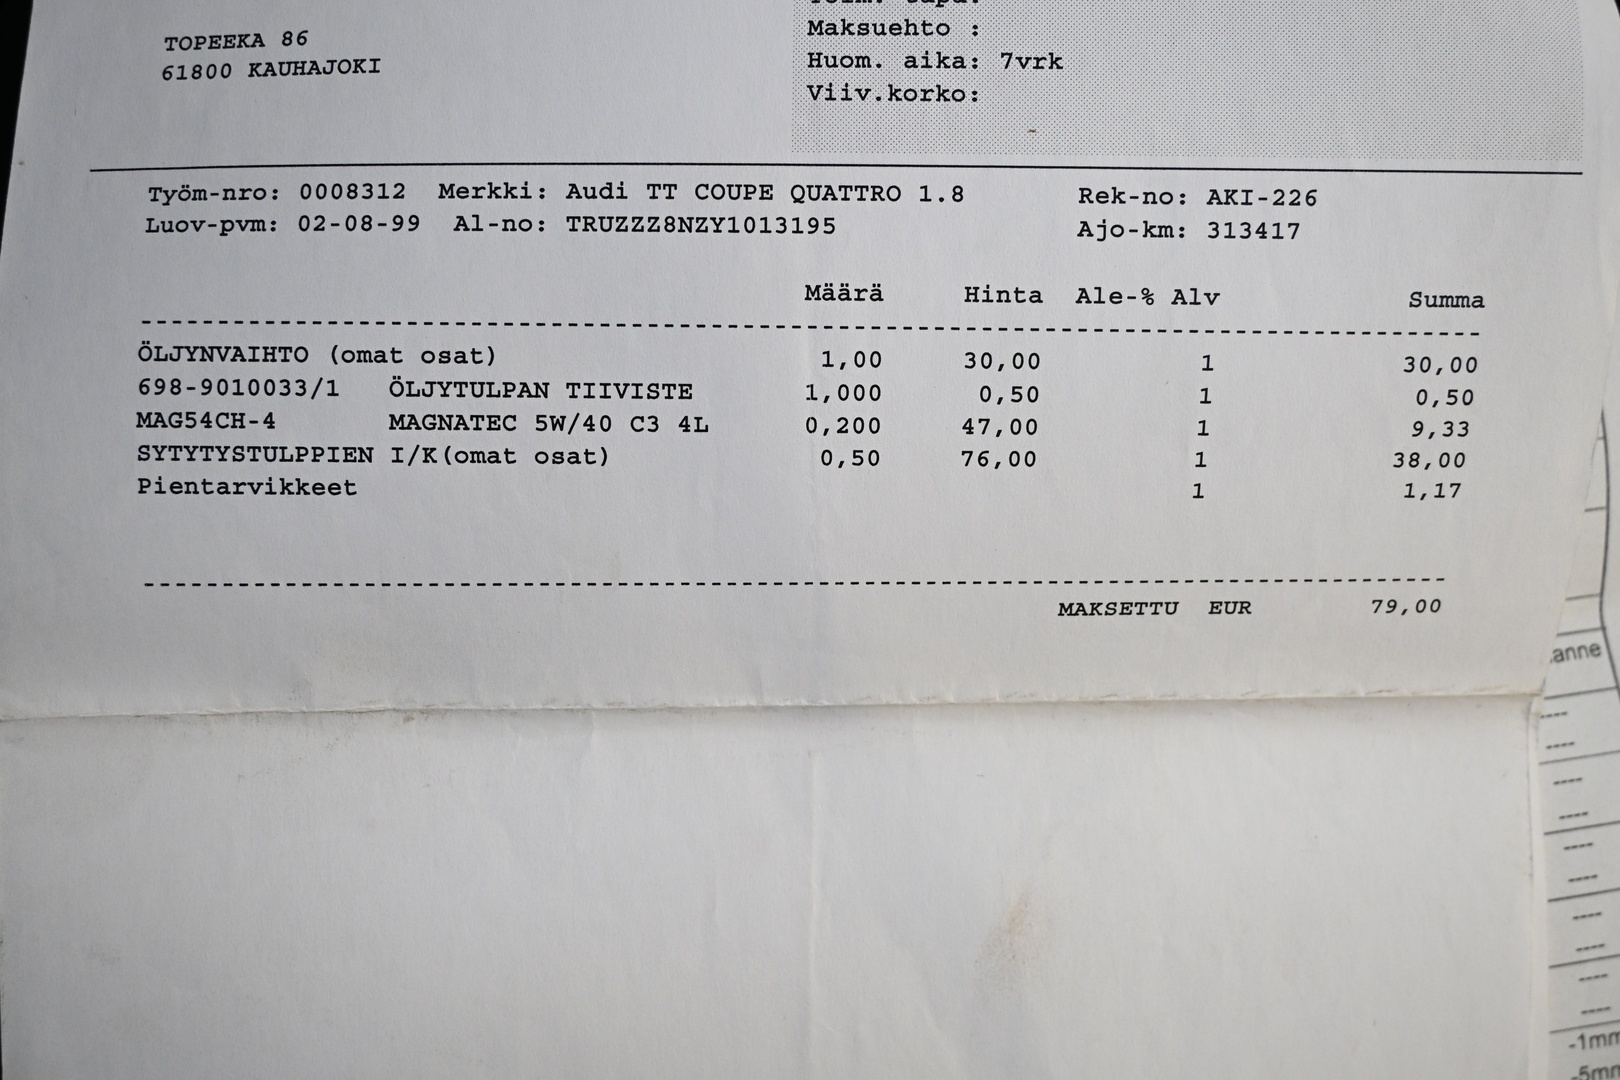 TOPEEKA 86
61800 KAUHAJOKI
Maksuehto :
Huom. aika: 7vrk
Viiv.korko:
Työm-nro: 0008312 Merkki: Audi TT COUPE QUATTRO 1.8 Rek-no: AKI-226
Luov-pvm: 02-08-99 Al-no: TRUZZZ8NZY1013195 Ajo-km: 313417
Määrä Hinta Ale-% Alv Summa
ÖLJYNVAIHTO (omat osat) 1,00 30,00 1 30,00
698-9010033/1 ÖLJYTULPAN TIIVISTE 1,000 0,50 1 0,50
MAG54CH-4 MAGNATEC 5W/40 C3 4L 0,200 47,00 1 9,33
SYTYTYSTULPPIEN I/K(omat osat) 0,50 76,00 1 38,00
Pientarvikkeet 1 1,17
MAKSETTU EUR 79,00
anne
-1mm